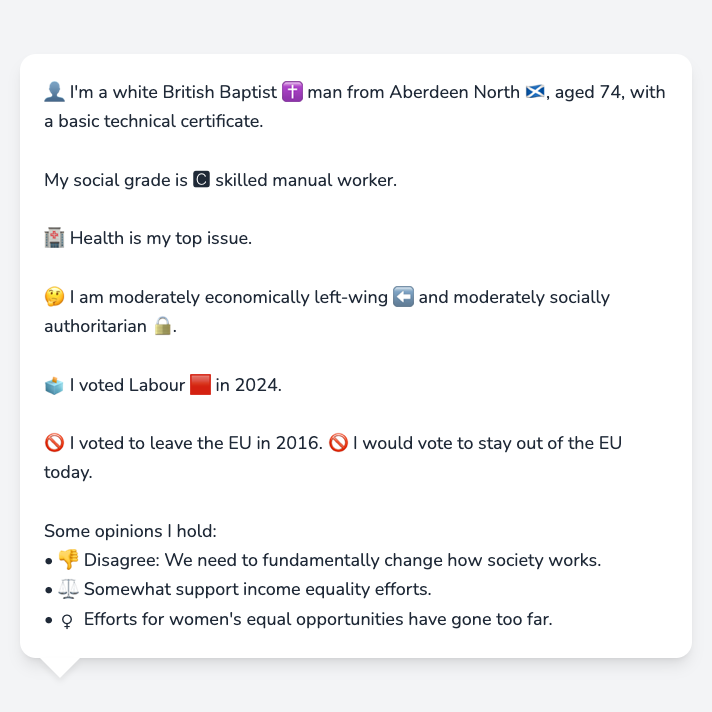 👤 I'm a white British Baptist ✝️ man from Aberdeen North 🏴󠁧󠁢󠁳󠁣󠁴󠁿, aged 74, with
a basic technical certificate.
My social grade is 🅲 skilled manual worker.
🏥 Health is my top issue.
🤔 I am moderately economically left-wing ⬅️ and moderately socially
authoritarian 🔒.
🗳️ I voted Labour 🟥 in 2024.
🚫 I voted to leave the EU in 2016. 🚫 I would vote to stay out of the EU
today.
Some opinions I hold:
• 👎 Disagree: We need to fundamentally change how society works.
• ⚖️ Somewhat support income equality efforts.
• ♀ Efforts for women's equal opportunities have gone too far.